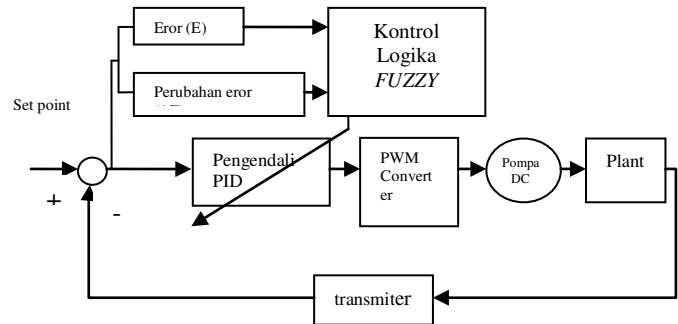 Eror (E)
Kontrol
Logika
FUZZY
Perubahan eror
Set point
Pengendali
PID
PWM
Convert
er
Pompa
DC
Plant
+
-
transmiter